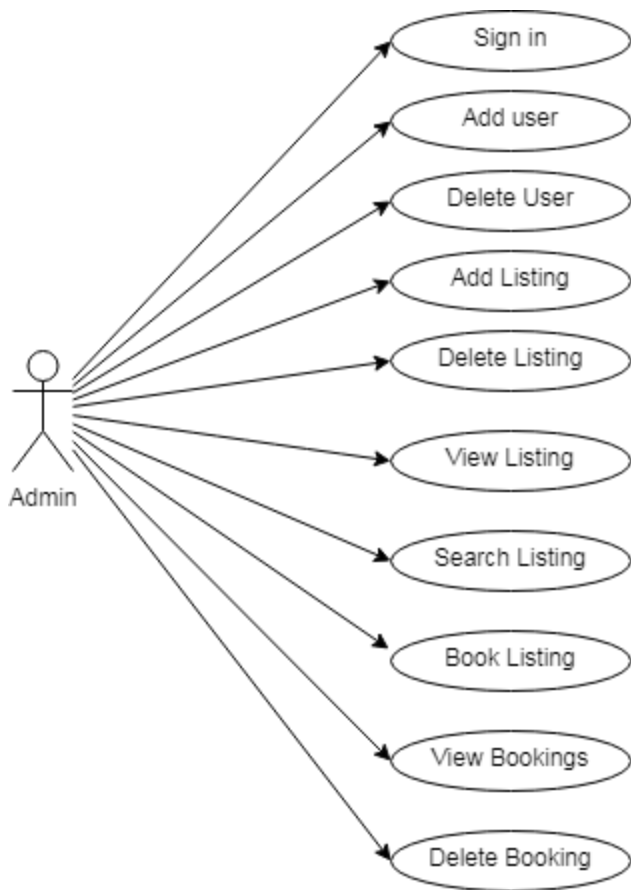 Sign in
Add user
Delete User
Add Listing
Delete Listing
View Listing
Admin
Search Listing
Book Listing
View Bookings
Delete Booking